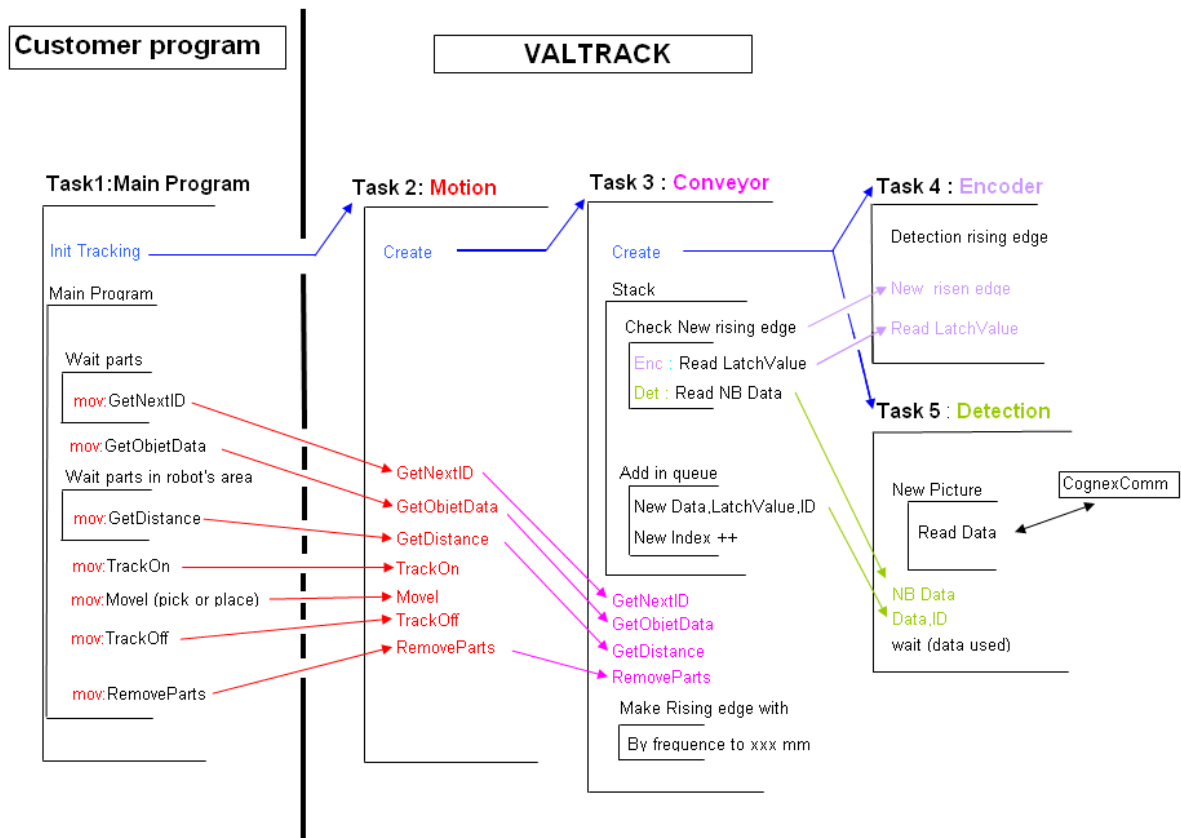 Customer program
VALTRACK
Task1:Main Program
Init Tracking
Main Program
Wait parts
mov:GetNextID
mov:GetObjetData
Wait parts in robot's area
mov:GetDistance
mov:TrackOn
mov:Movel (pick or place)
mov:TrackOff
mov:RemoveParts
Task 2: Motion
Create
GetNextID
GetObjetData
GetDistance
TrackOn
Movel
TrackOff
RemoveParts
Task 3 : Conveyor
Create
Stack
Check New rising edge
Enc : Read LatchValue
Det : Read NB Data
Add in queue
New Data,LatchValue,ID
New Index ++
GetNextID
GetObjetData
GetDistance
RemoveParts
Make Rising edge with
By frequence to xxx mm
Task 4 : Encoder
Detection rising edge
New risen edge
Read LatchValue
Task 5 : Detection
New Picture
Read Data
CognexComm
NB Data
Data,ID
wait (data used)